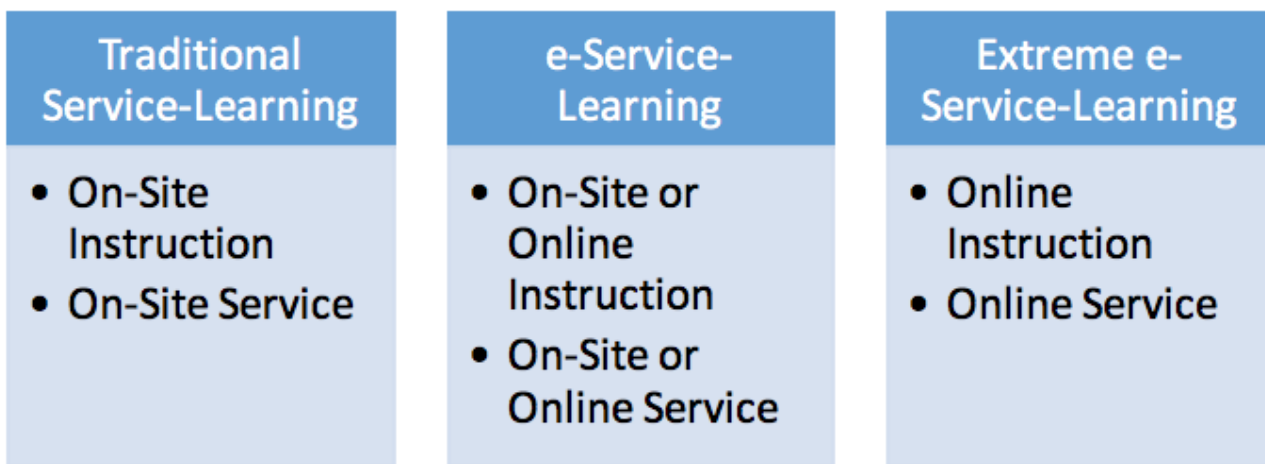 Traditional
Service-Learning
• On-Site
Instruction
• On-Site Service
e-Service-
Learning
• On-Site or
Online
Instruction
• On-Site or
Online Service
Extreme e-
Service-Learning
• Online
Instruction
• Online Service